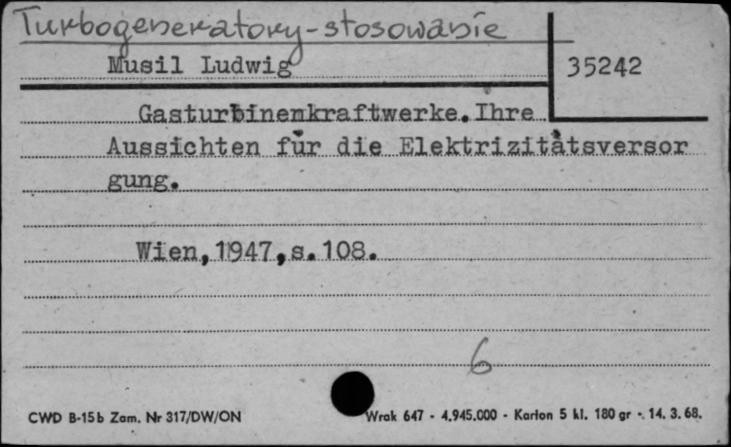 Turbogeneratory-stosowanie
Musil Ludwig
35242
Gasturbinenkraftwerke. Ihre
Aussichten für die Elektrizitätsversor
gung.
Wien, 1947, s. 108.
6
CWD B-15b Zam. Nr 317/DW/ON
Wrak 647 - 4.945.000 - Karton 5 kl. 180 gr -. 14. 3. 68.